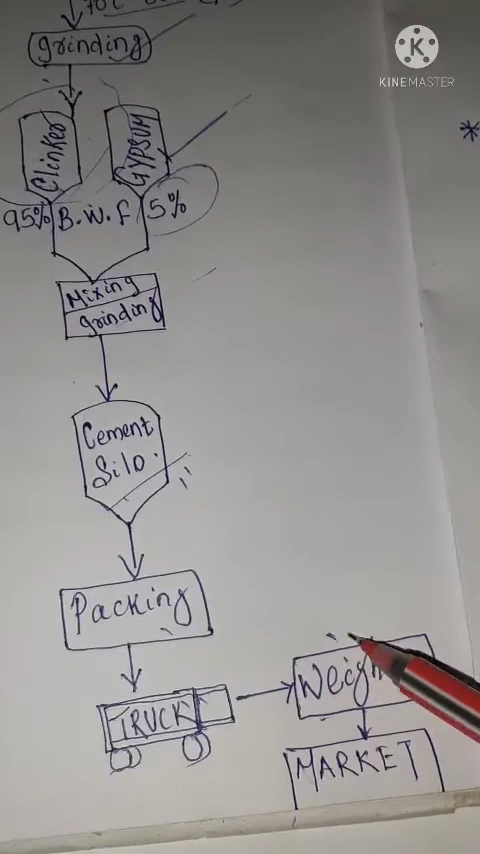 grinding
K
KINEMASTER
Clinker
GYPSUM
*
95% B.W.F 5%
Mixing
grinding
Cement
Silo
Packing
TRUCK
MARKET